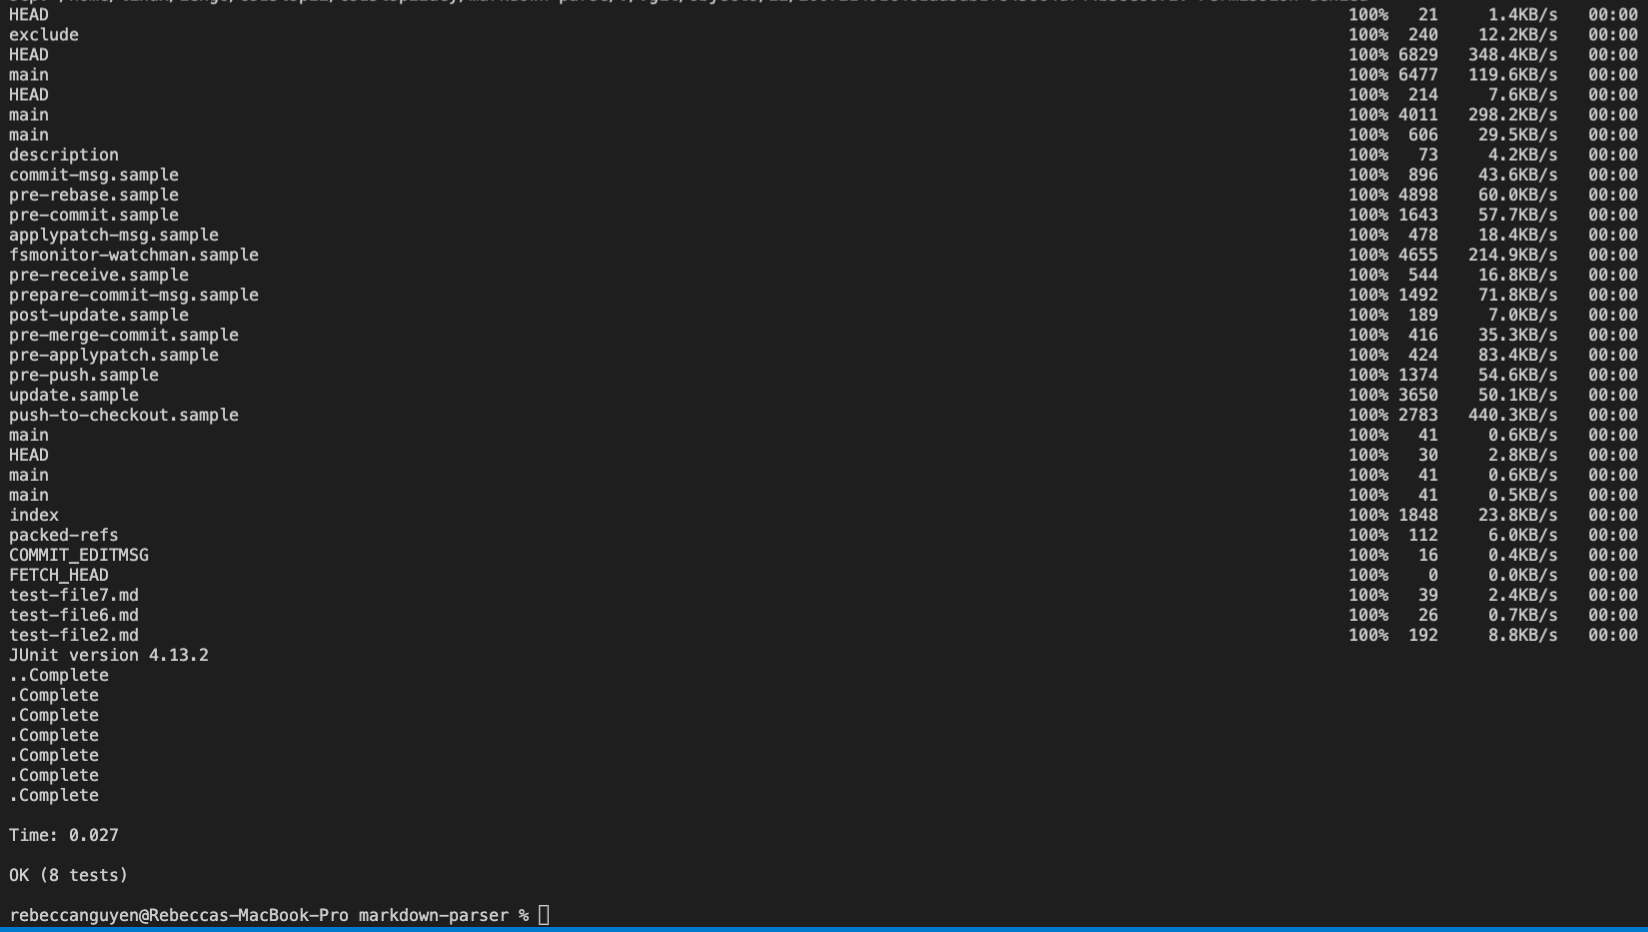 HEAD 100% 21 1.4KB/s 00:00
exclude 100% 240 12.2KB/s 00:00
HEAD 100% 6829 348.4KB/s 00:00
main 100% 6477 119.6KB/s 00:00
HEAD 100% 214 7.6KB/s 00:00
main 100% 4011 298.2KB/s 00:00
main 100% 606 29.5KB/s 00:00
description 100% 73 4.2KB/s 00:00
commit-msg.sample 100% 896 43.6KB/s 00:00
pre-rebase.sample 100% 4898 60.0KB/s 00:00
pre-commit.sample 100% 1643 57.7KB/s 00:00
applypatch-msg.sample 100% 478 18.4KB/s 00:00
fsmonitor-watchman.sample 100% 4655 214.9KB/s 00:00
pre-receive.sample 100% 544 16.8KB/s 00:00
prepare-commit-msg.sample 100% 1492 71.8KB/s 00:00
post-update.sample 100% 189 7.0KB/s 00:00
pre-merge-commit.sample 100% 416 35.3KB/s 00:00
pre-applypatch.sample 100% 424 83.4KB/s 00:00
pre-push.sample 100% 1374 54.6KB/s 00:00
update.sample 100% 3650 50.1KB/s 00:00
push-to-checkout.sample 100% 2783 440.3KB/s 00:00
main 100% 41 0.6KB/s 00:00
HEAD 100% 30 2.8KB/s 00:00
main 100% 41 0.6KB/s 00:00
main 100% 41 0.5KB/s 00:00
index 100% 1848 23.8KB/s 00:00
packed-refs 100% 112 6.0KB/s 00:00
COMMIT_EDITMSG 100% 16 0.4KB/s 00:00
FETCH_HEAD 100% 0 0.0KB/s 00:00
test-file7.md 100% 39 2.4KB/s 00:00
test-file6.md 100% 26 0.7KB/s 00:00
test-file2.md 100% 192 8.8KB/s 00:00
JUnit version 4.13.2
..Complete
.Complete
.Complete
.Complete
.Complete
.Complete
.Complete
Time: 0.027
OK (8 tests)
rebeccanguyen@Rebeccas-MacBook-Pro markdown-parser %